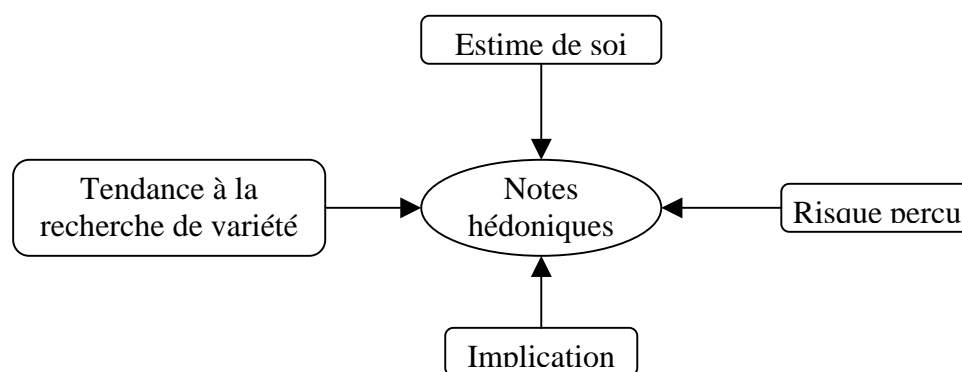 Estime de soi
Tendance à la
recherche de variété
Notes
hédoniques
Risque perçu
Implication